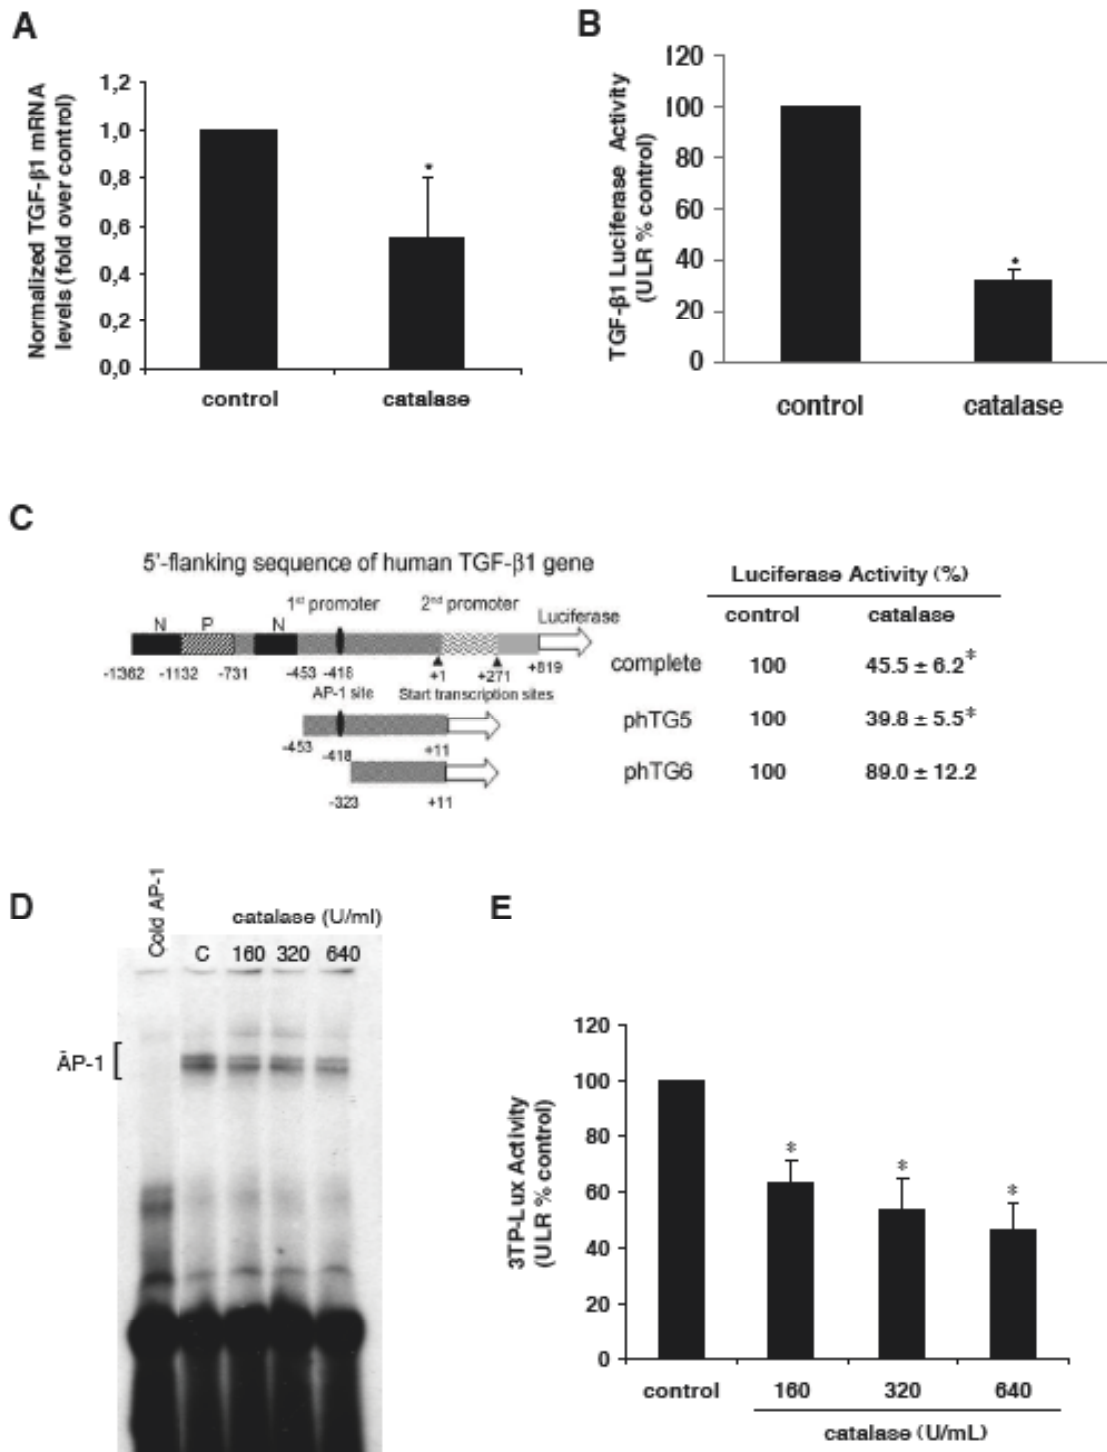 A
Normalized TGF-β1 mRNA
levels (fold over control)
1,2
1,0
0,8
0,6
0,4
0,2
0,0
*
control
catalase
B
TGF-β1 Luciferase Activity
(ULR % control)
120
100
80
60
40
20
0
*
control
catalase
C
5'-flanking sequence of human TGF-β1 gene
1st promoter
2nd promoter
Luciferase
N
P
N
-1362
-1132
-731
-453
-418
+1
+271
+819
AP-1 site
Start transcription sites
-453
-418
+11
-323
+11
Luciferase Activity (%)
control
catalase
complete 100 45.5 ± 6.2*
phTG5 100 39.8 ± 5.5*
phTG6 100 89.0 ± 12.2
D
Cold AP-1
catalase (U/ml)
C 160 320 640
AP-1
E
3TP-Lux Activity
(ULR % control)
120
100
80
60
40
20
0
*
*
*
control 160 320 640
catalase (U/mL)